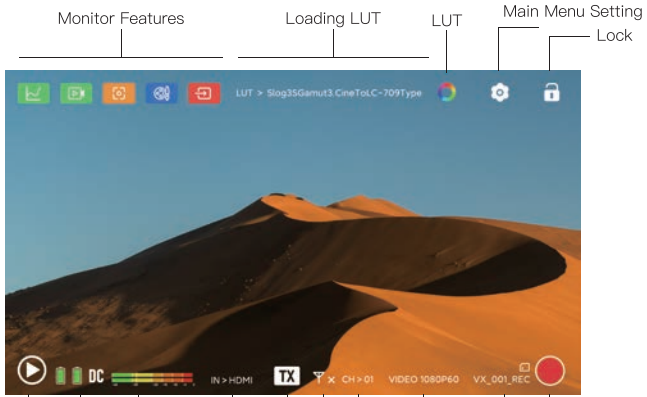 Monitor Features
Loading LUT
LUT
Main Menu Setting
Lock
LUT > Slog3SGamut3.CineToLC-709Type
DC
IN>HDMI
TX
CH>01
VIDEO 1080P60
VX_001_REC